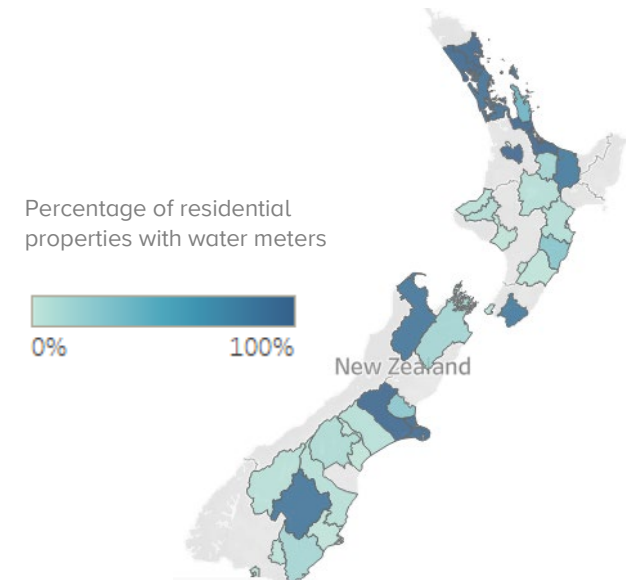 Percentage of residential
properties with water meters
0%
100%
New Zealand